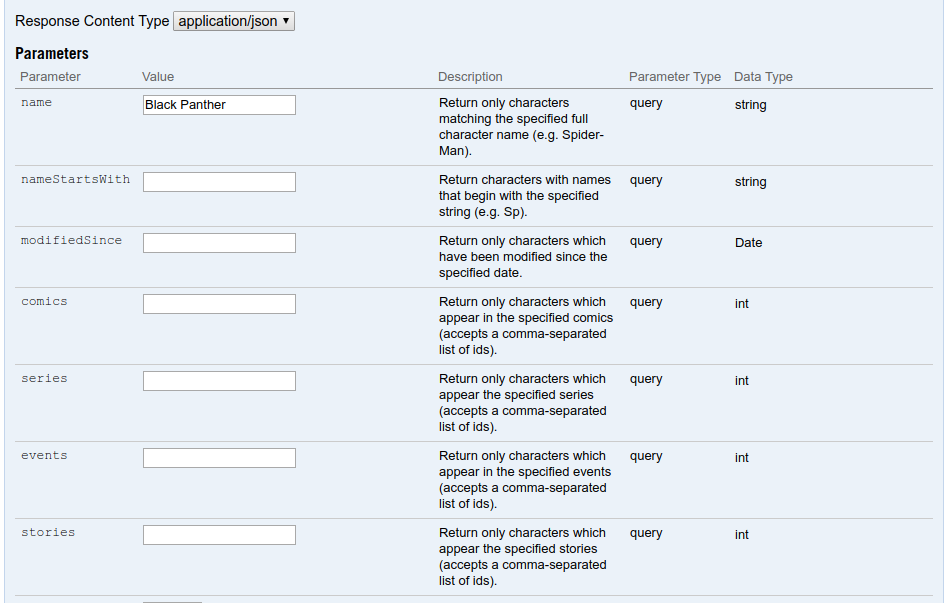 Response Content Type application/json ▼
Parameters
Parameter Value Description Parameter Type Data Type
name Black Panther Return only characters query string
matching the specified full
character name (e.g. Spider-
Man).
nameStartsWith Return characters with names query string
that begin with the specified
string (e.g. Sp).
modifiedSince Return only characters which query Date
have been modified since the
specified date.
comics Return only characters which query int
appear in the specified comics
(accepts a comma-separated
list of ids).
series Return only characters which query int
appear the specified series
(accepts a comma-separated
list of ids).
events Return only characters which query int
appear in the specified events
(accepts a comma-separated
list of ids).
stories Return only characters which query int
appear the specified stories
(accepts a comma-separated
list of ids).